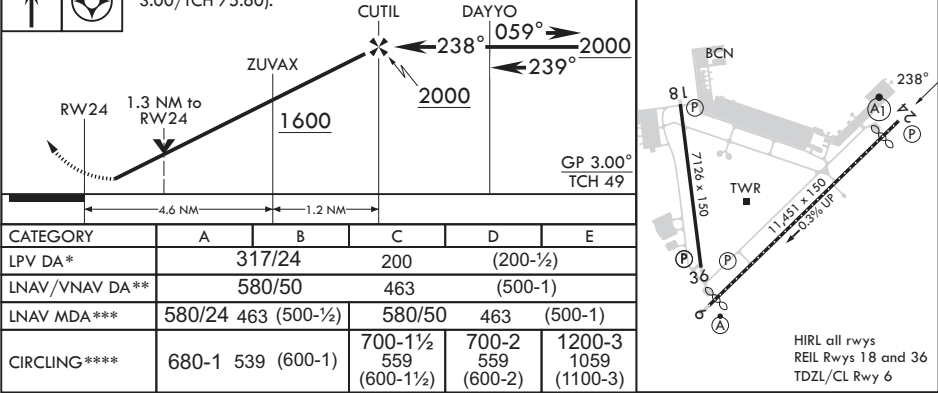 3.00/TCH 75.60).
CUTIL
DAYYO
059°
238°
2000
239°
ZUVAX
2000
RW24
1.3 NM to
RW24
1600
GP 3.00°
TCH 49
4.6 NM
1.2 NM
CATEGORY A B C D E
LPV DA* 317/24 200 (200-½)
LNAV/VNAV DA** 580/50 463 (500-1)
LNAV MDA*** 580/24 463 (500-½) 580/50 463 (500-1)
CIRCLING**** 680-1 539 (600-1)
700-1½
559
(600-1½)
700-2
559
(600-2)
1200-3
1059
(1100-3)
BCN
238°
18
P
A1
24
P
7126 x 150
TWR
11,451 x 150
0.3% UP
P
P
36
6
A
HIRL all rwys
REIL Rwys 18 and 36
TDZL/CL Rwy 6